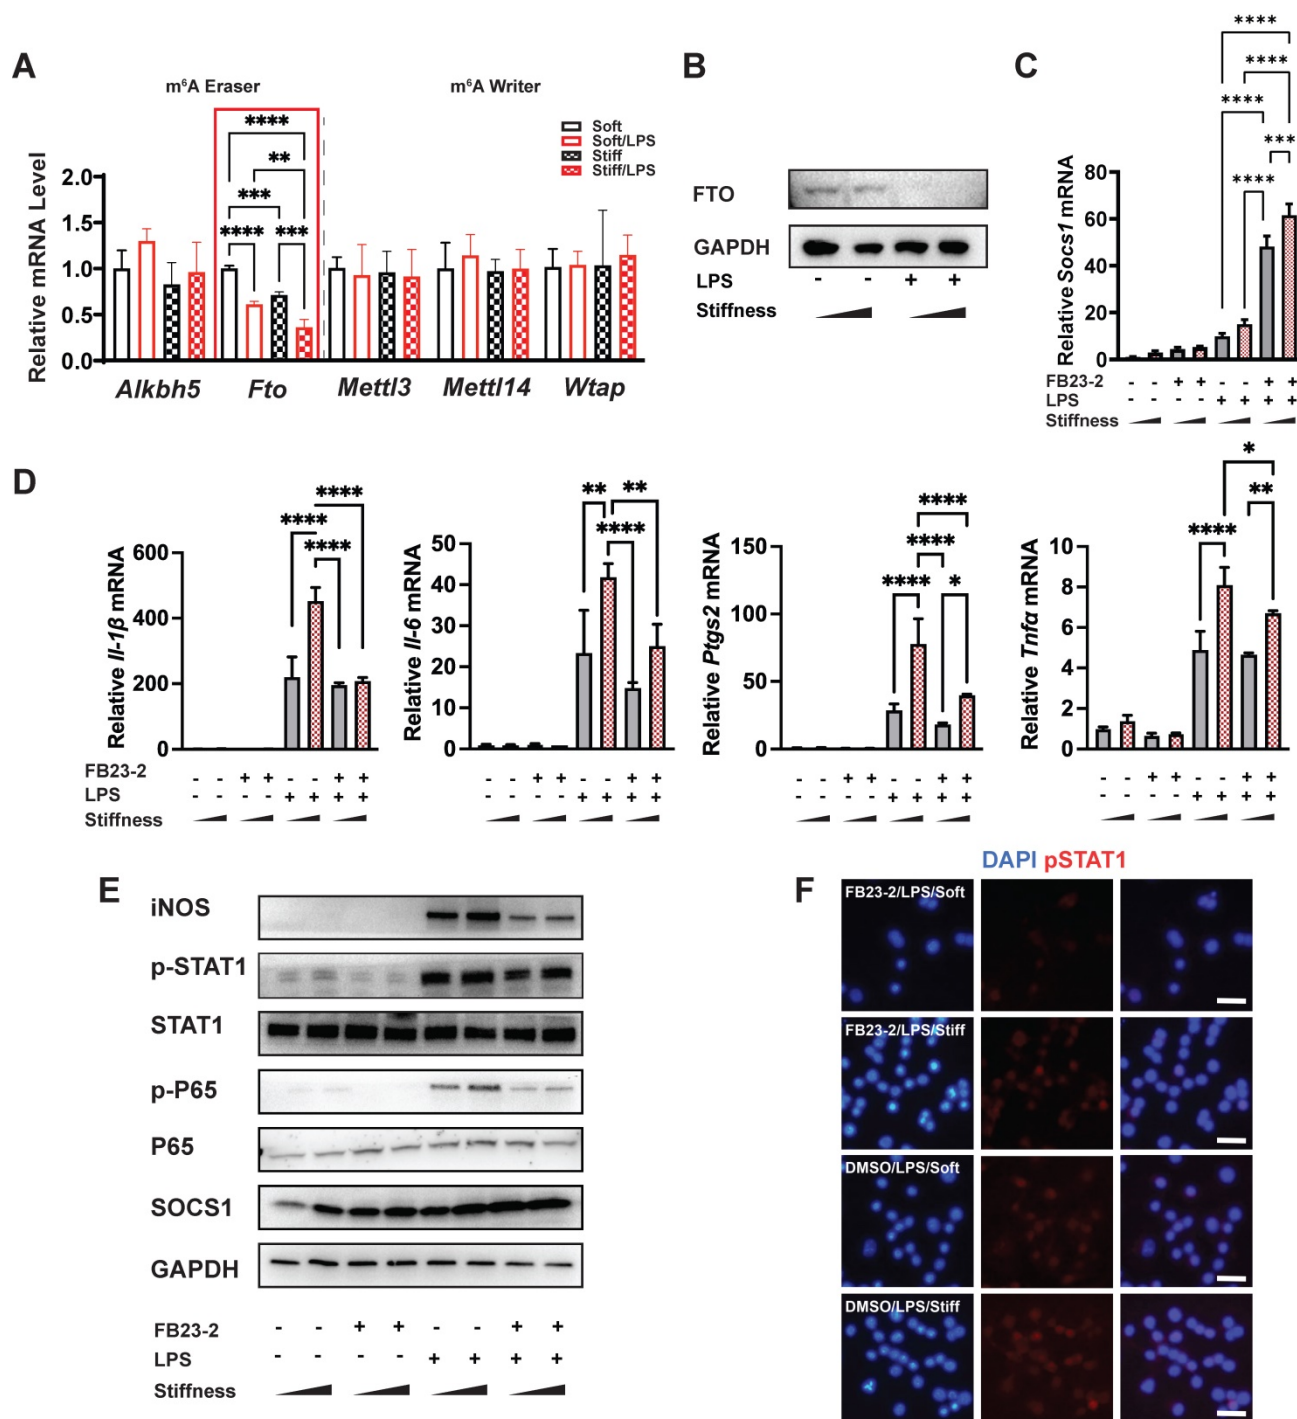 A
m⁶A Eraser
m⁶A Writer
Soft
Soft/LPS
Stiff
Stiff/LPS
****
**
***
**** ***
Relative mRNA Level
2.0
1.5
1.0
0.5
0.0
Alkbh5 Fto Mettl3 Mettl14 Wtap
B
FTO
GAPDH
LPS - - + +
Stiffness
C
****
****
****
***
****
Relative Socs1 mRNA
80
60
40
20
0
FB23-2 - - + + - - + +
LPS - - - - + + + +
Stiffness
D
****
****
****
Relative Il-1β mRNA
600
400
200
0
FB23-2 - - + + - - + +
LPS - - - - + + + +
Stiffness
** **
****
Relative Il-6 mRNA
50
40
30
20
10
0
- - + + - - + +
- - - - + + + +
****
****
**** *
Relative Ptgs2 mRNA
150
100
50
0
- - + + - - + +
- - - - + + + +
*
**
****
Relative Tnfα mRNA
10
8
6
4
2
0
- - + + - - + +
- - - - + + + +
E
iNOS
p-STAT1
STAT1
p-P65
P65
SOCS1
GAPDH
FB23-2 - - + + - - + +
LPS - - - - + + + +
Stiffness
F
DAPI pSTAT1
FB23-2/LPS/Soft
FB23-2/LPS/Stiff
DMSO/LPS/Soft
DMSO/LPS/Stiff